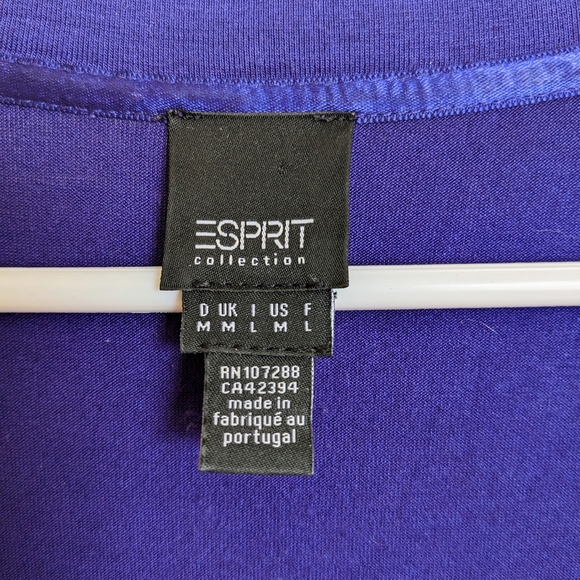 ESPRIT
collection
D UK I US F
M M L M L
RN107288
CA42394
made in
fabriqué au
portugal